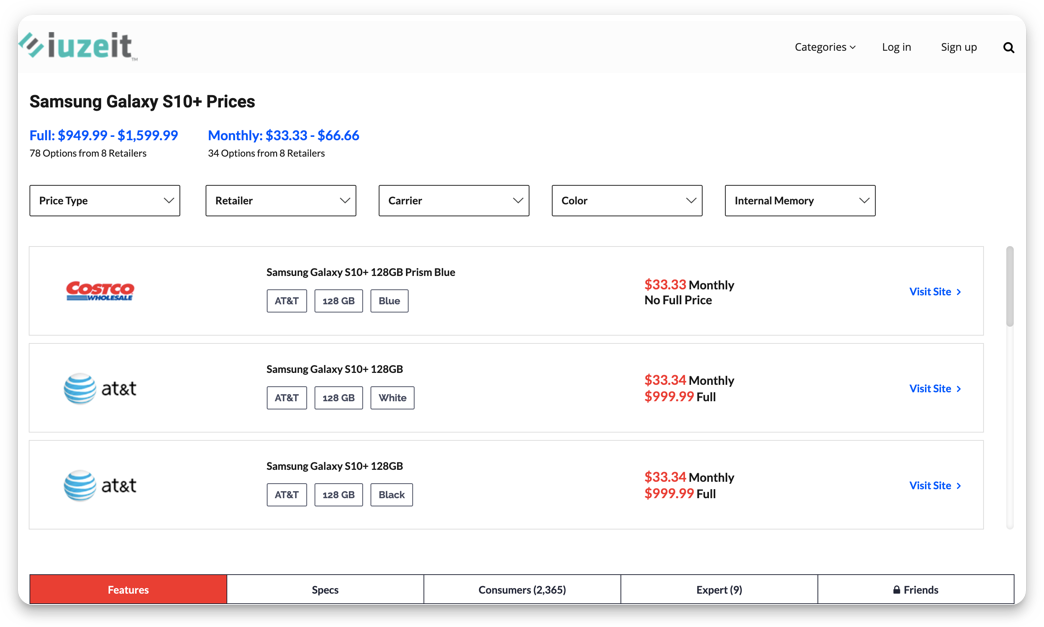 iuzeit™
Categories
Log in
Sign up
Samsung Galaxy S10+ Prices
Full: $949.99 - $1,599.99
Monthly: $33.33 - $66.66
78 Options from 8 Retailers
34 Options from 8 Retailers
Price Type
Retailer
Carrier
Color
Internal Memory
COSTCO
WHOLESALE
Samsung Galaxy S10+ 128GB Prism Blue
AT&T
128 GB
Blue
$33.33 Monthly
No Full Price
Visit Site
at&t
Samsung Galaxy S10+ 128GB
AT&T
128 GB
White
$33.34 Monthly
$999.99 Full
Visit Site
at&t
Samsung Galaxy S10+ 128GB
AT&T
128 GB
Black
$33.34 Monthly
$999.99 Full
Visit Site
Features
Specs
Consumers (2,365)
Expert (9)
Friends